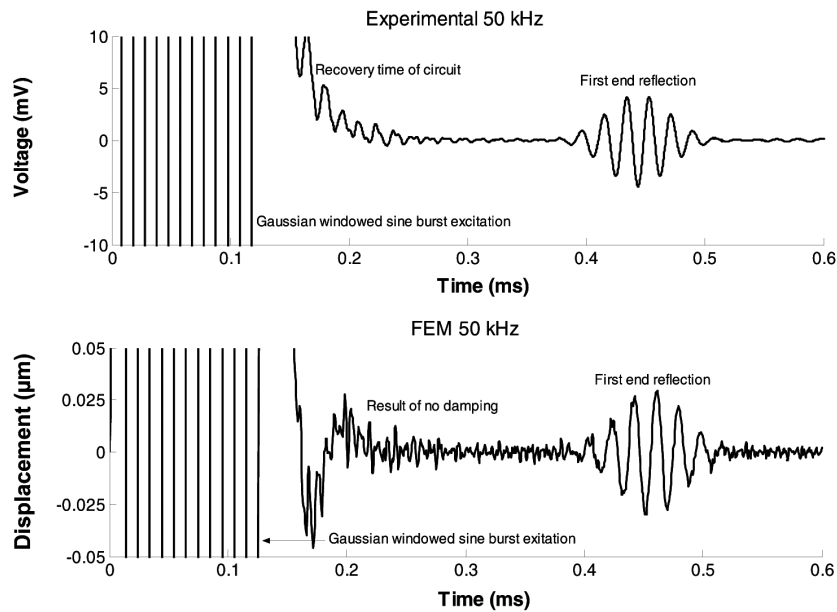 Experimental 50 kHz
10
Recovery time of circuit
First end reflection
5
Voltage (mV)
0
-5
Gaussian windowed sine burst excitation
-10
0 0.1 0.2 0.3 0.4 0.5 0.6
Time (ms)
FEM 50 kHz
0.05
First end reflection
Result of no damping
0.025
Displacement (µm)
0
-0.025
Gaussian windowed sine burst exitation
-0.05
0 0.1 0.2 0.3 0.4 0.5 0.6
Time (ms)